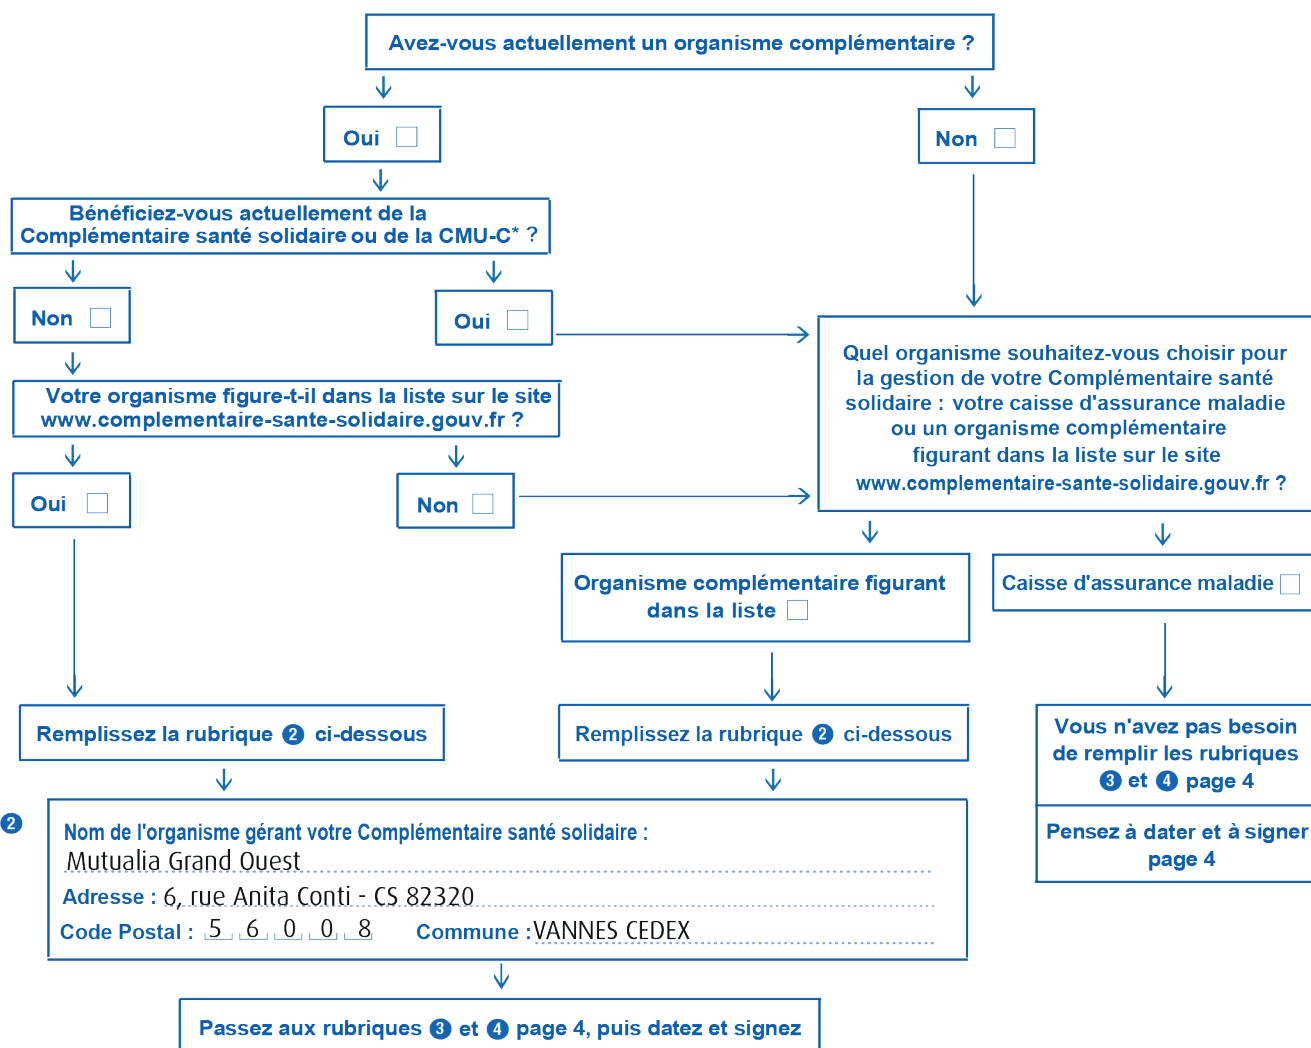 Avez-vous actuellement un organisme complémentaire ?
Oui
Non
Bénéficiez-vous actuellement de la
Complémentaire santé solidaire ou de la CMU-C* ?
Non
Oui
Quel organisme souhaitez-vous choisir pour
la gestion de votre Complémentaire santé
solidaire : votre caisse d'assurance maladie
ou un organisme complémentaire
figurant dans la liste sur le site
www.complementaire-sante-solidaire.gouv.fr ?
Votre organisme figure-t-il dans la liste sur le site
www.complementaire-sante-solidaire.gouv.fr ?
Oui
Non
Organisme complémentaire figurant
dans la liste
Caisse d'assurance maladie
Remplissez la rubrique 2 ci-dessous
Remplissez la rubrique 2 ci-dessous
Vous n'avez pas besoin
de remplir les rubriques
3 et 4 page 4
Pensez à dater et à signer
page 4
2
Nom de l'organisme gérant votre Complémentaire santé solidaire :
Mutualia Grand Ouest
Adresse : 6, rue Anita Conti - CS 82320
Code Postal : 5 6 0 0 8 Commune : VANNES CEDEX
Passez aux rubriques 3 et 4 page 4, puis datez et signez